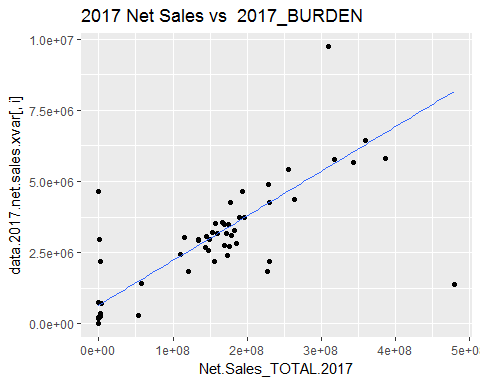 2017 Net Sales vs 2017_BURDEN
1.0e+07
7.5e+06
5.0e+06
2.5e+06
0.0e+00
data.2017.net.sales.xvar[, i]
0e+00 1e+08 2e+08 3e+08 4e+08 5e+08
Net.Sales_TOTAL.2017